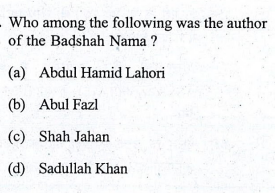 . Who among the following was the author
of the Badshah Nama ?
(a) Abdul Hamid Lahori
(b) Abul Fazl
(c) Shah Jahan
(d) Sadullah Khan